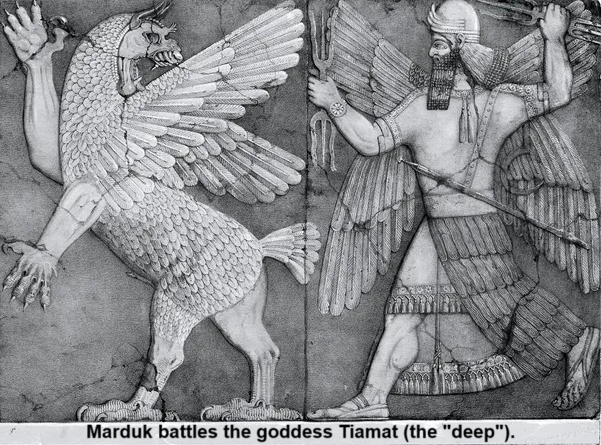 Marduk battles the goddess Tiamat (the "deep").